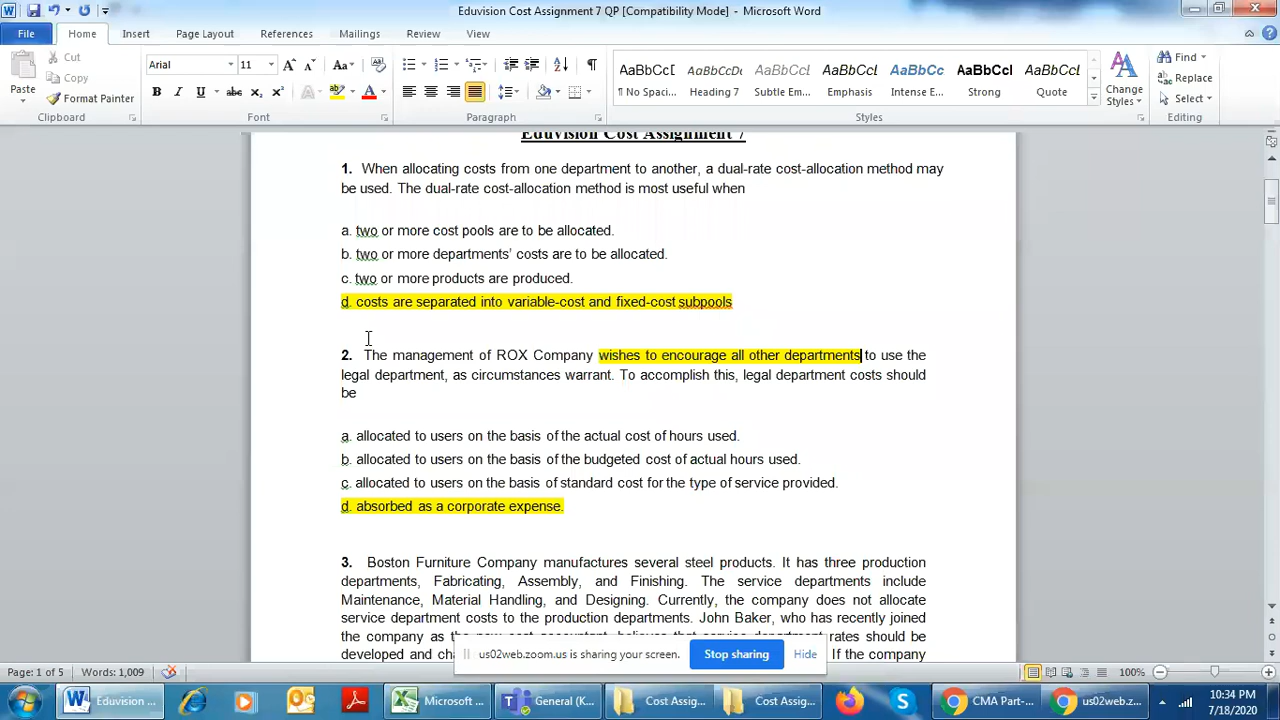 Eduvision Cost Assignment 7 QP [Compatibility Mode] - Microsoft Word
File Home Insert Page Layout References Mailings Review View
Paste
Cut
Copy
Format Painter
Clipboard
Arial 11
Font
Paragraph
AaBbCcI AaBbCcDc AaBbCcD AaBbCcD AaBbCc AaBbCc AaBbCcD
¶ No Spaci... Heading 7 Subtle Em... Emphasis Intense E... Strong Quote
Styles
Change Styles
Find
Replace
Select
Editing
Eduvision Cost Assignment 7
1. When allocating costs from one department to another, a dual-rate cost-allocation method may
be used. The dual-rate cost-allocation method is most useful when
a. two or more cost pools are to be allocated.
b. two or more departments' costs are to be allocated.
c. two or more products are produced.
d. costs are separated into variable-cost and fixed-cost subpools
2. The management of ROX Company wishes to encourage all other departments to use the
legal department, as circumstances warrant. To accomplish this, legal department costs should
be
a. allocated to users on the basis of the actual cost of hours used.
b. allocated to users on the basis of the budgeted cost of actual hours used.
c. allocated to users on the basis of standard cost for the type of service provided.
d. absorbed as a corporate expense.
3. Boston Furniture Company manufactures several steel products. It has three production
departments, Fabricating, Assembly, and Finishing. The service departments include
Maintenance, Material Handling, and Designing. Currently, the company does not allocate
service department costs to the production departments. John Baker, who has recently joined
the company as the rates should be
developed and If the company
us02web.zoom.us is sharing your screen. Stop sharing Hide
Page: 1 of 5 Words: 1,009 100%
Eduvision ... Microsoft ... General (K... Cost Assig... Cost Assig... CMA Part-... us02web.z...
10:34 PM
7/18/2020